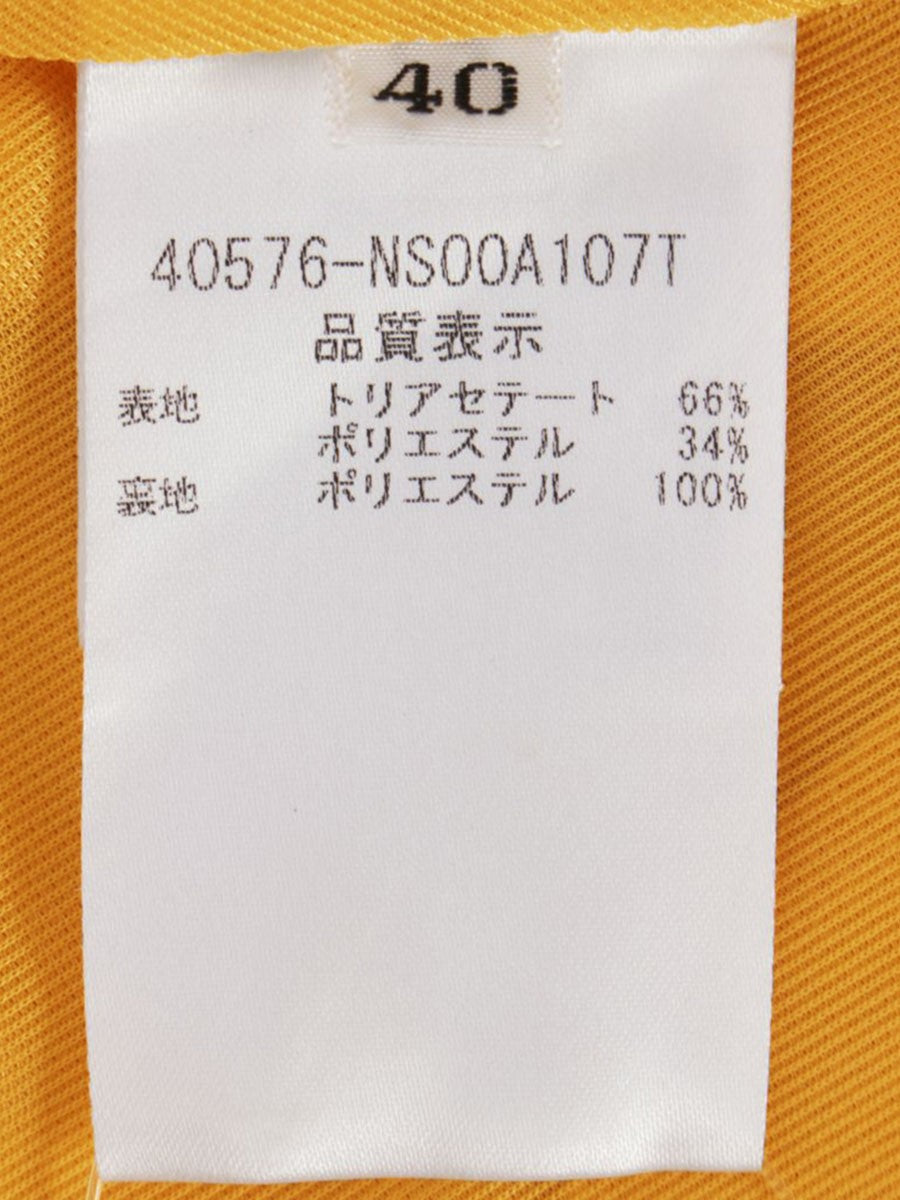 40
40576-NS00A107T
品質表示
表地 トリアセテート 66%
ポリエステル 34%
裏地 ポリエステル 100%